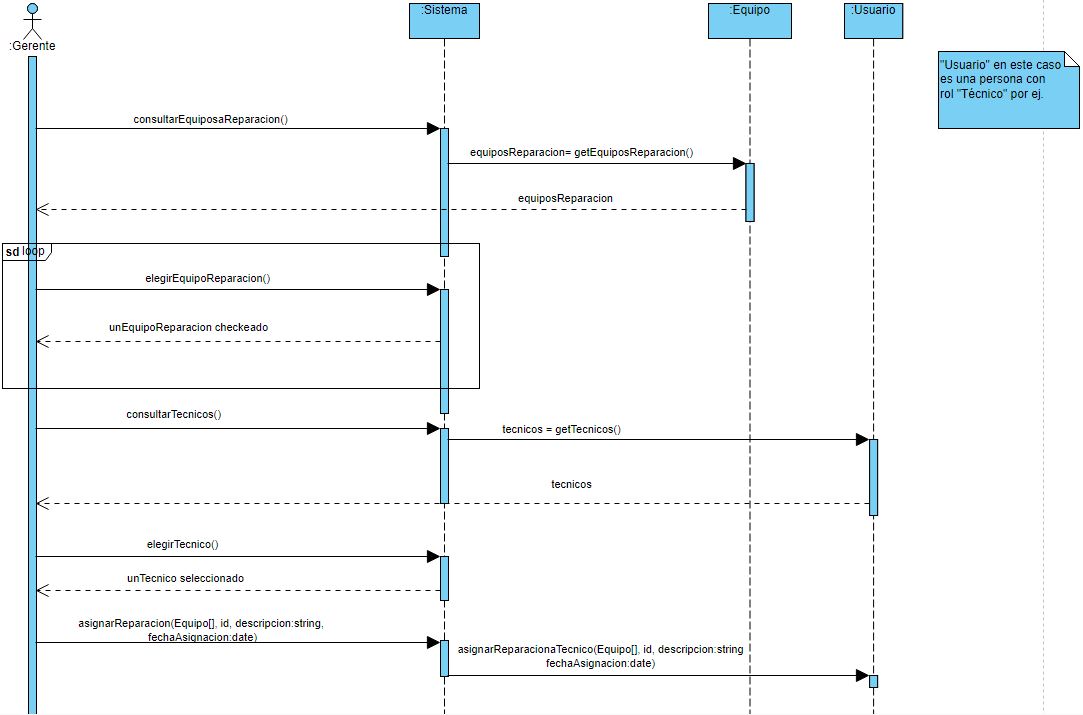 :Gerente
:Sistema
:Equipo
:Usuario
"Usuario" en este caso
es una persona con
rol "Técnico" por ej.
consultarEquiposaReparacion()
equiposReparacion= getEquiposReparacion()
equiposReparacion
sd loop
elegirEquipoReparacion()
unEquipoReparacion checkeado
consultarTecnicos()
tecnicos = getTecnicos()
tecnicos
elegirTecnico()
unTecnico seleccionado
asignarReparacion(Equipo[], id, descripcion:string,
fechaAsignacion:date)
asignarReparacionaTecnico(Equipo[], id, descripcion:string
fechaAsignacion:date)